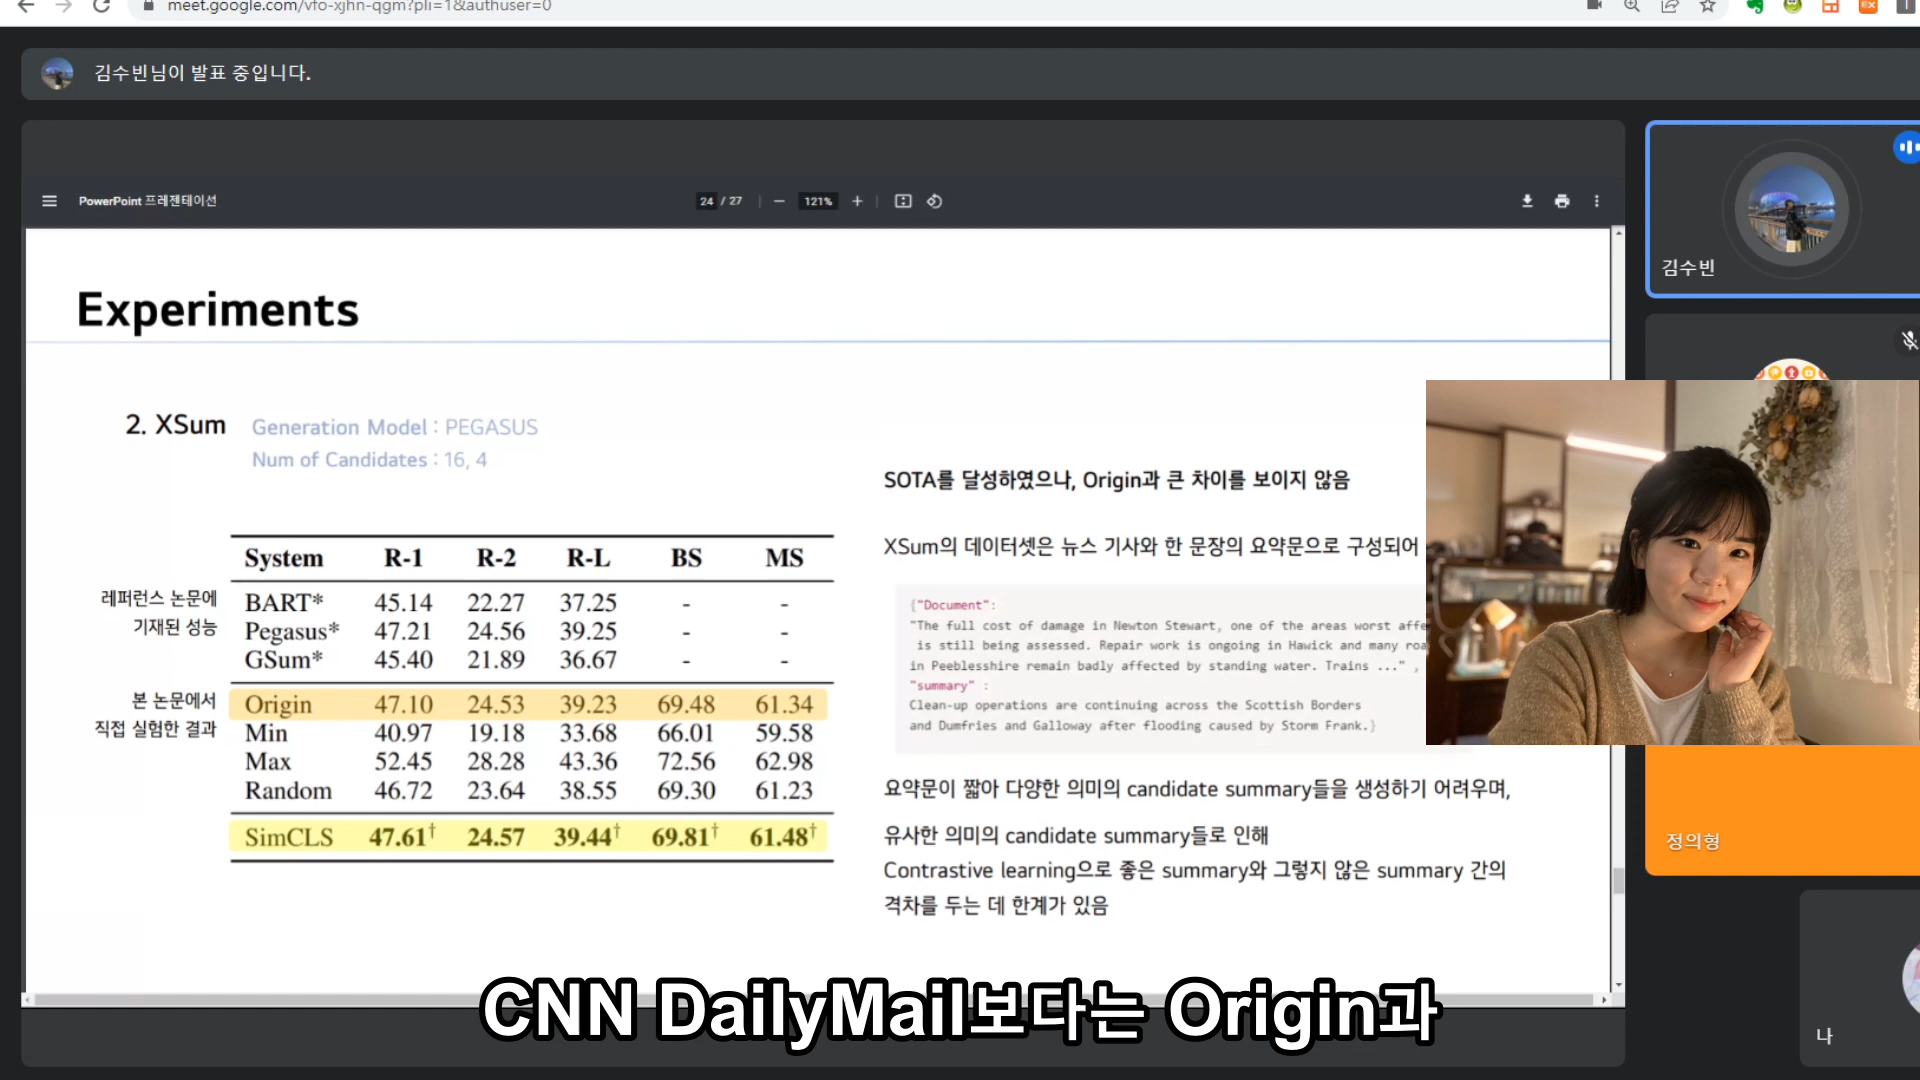 meet.google.com/vfo-xjhn-qgm?pli=1&authuser=0
김수빈님이 발표 중입니다.
PowerPoint 프레젠테이션
24 / 27
121%
김수빈
Experiments
2. XSum
Generation Model : PEGASUS
Num of Candidates : 16, 4
System R-1 R-2 R-L BS MS
레퍼런스 논문에
기재된 성능
BART* 45.14 22.27 37.25 - -
Pegasus* 47.21 24.56 39.25 - -
GSum* 45.40 21.89 36.67 - -
본 논문에서
직접 실험한 결과
Origin 47.10 24.53 39.23 69.48 61.34
Min 40.97 19.18 33.68 66.01 59.58
Max 52.45 28.28 43.36 72.56 62.98
Random 46.72 23.64 38.55 69.30 61.23
SimCLS 47.61† 24.57 39.44† 69.81† 61.48†
SOTA를 달성하였으나, Origin과 큰 차이를 보이지 않음
XSum의 데이터셋은 뉴스 기사와 한 문장의 요약문으로 구성되어
{"Document":
"The full cost of damage in Newton Stewart, one of the areas worst affe
is still being assessed. Repair work is ongoing in Hawick and many roa
in Peeblesshire remain badly affected by standing water. Trains ..." ,
"summary" :
Clean-up operations are continuing across the Scottish Borders
and Dumfries and Galloway after flooding caused by Storm Frank.}
요약문이 짧아 다양한 의미의 candidate summary들을 생성하기 어려우며,
유사한 의미의 candidate summary들로 인해
Contrastive learning으로 좋은 summary와 그렇지 않은 summary 간의
격차를 두는 데 한계가 있음
정의형
나
CNN DailyMail보다는 Origin과